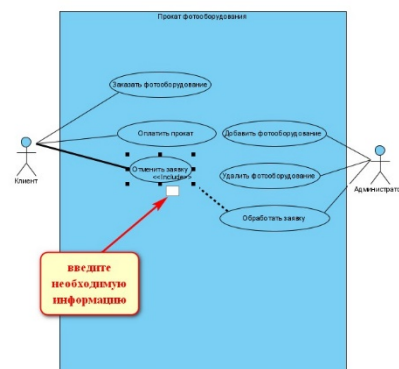 Прокат фотооборудования
Заказать фотооборудование
Оплатить прокат
Добавить фотооборудование
Отменить заявку
<<Include>>
Удалить фотооборудование
Клиент
Администрато
Обработать заявку
введите
необходимую
информацию